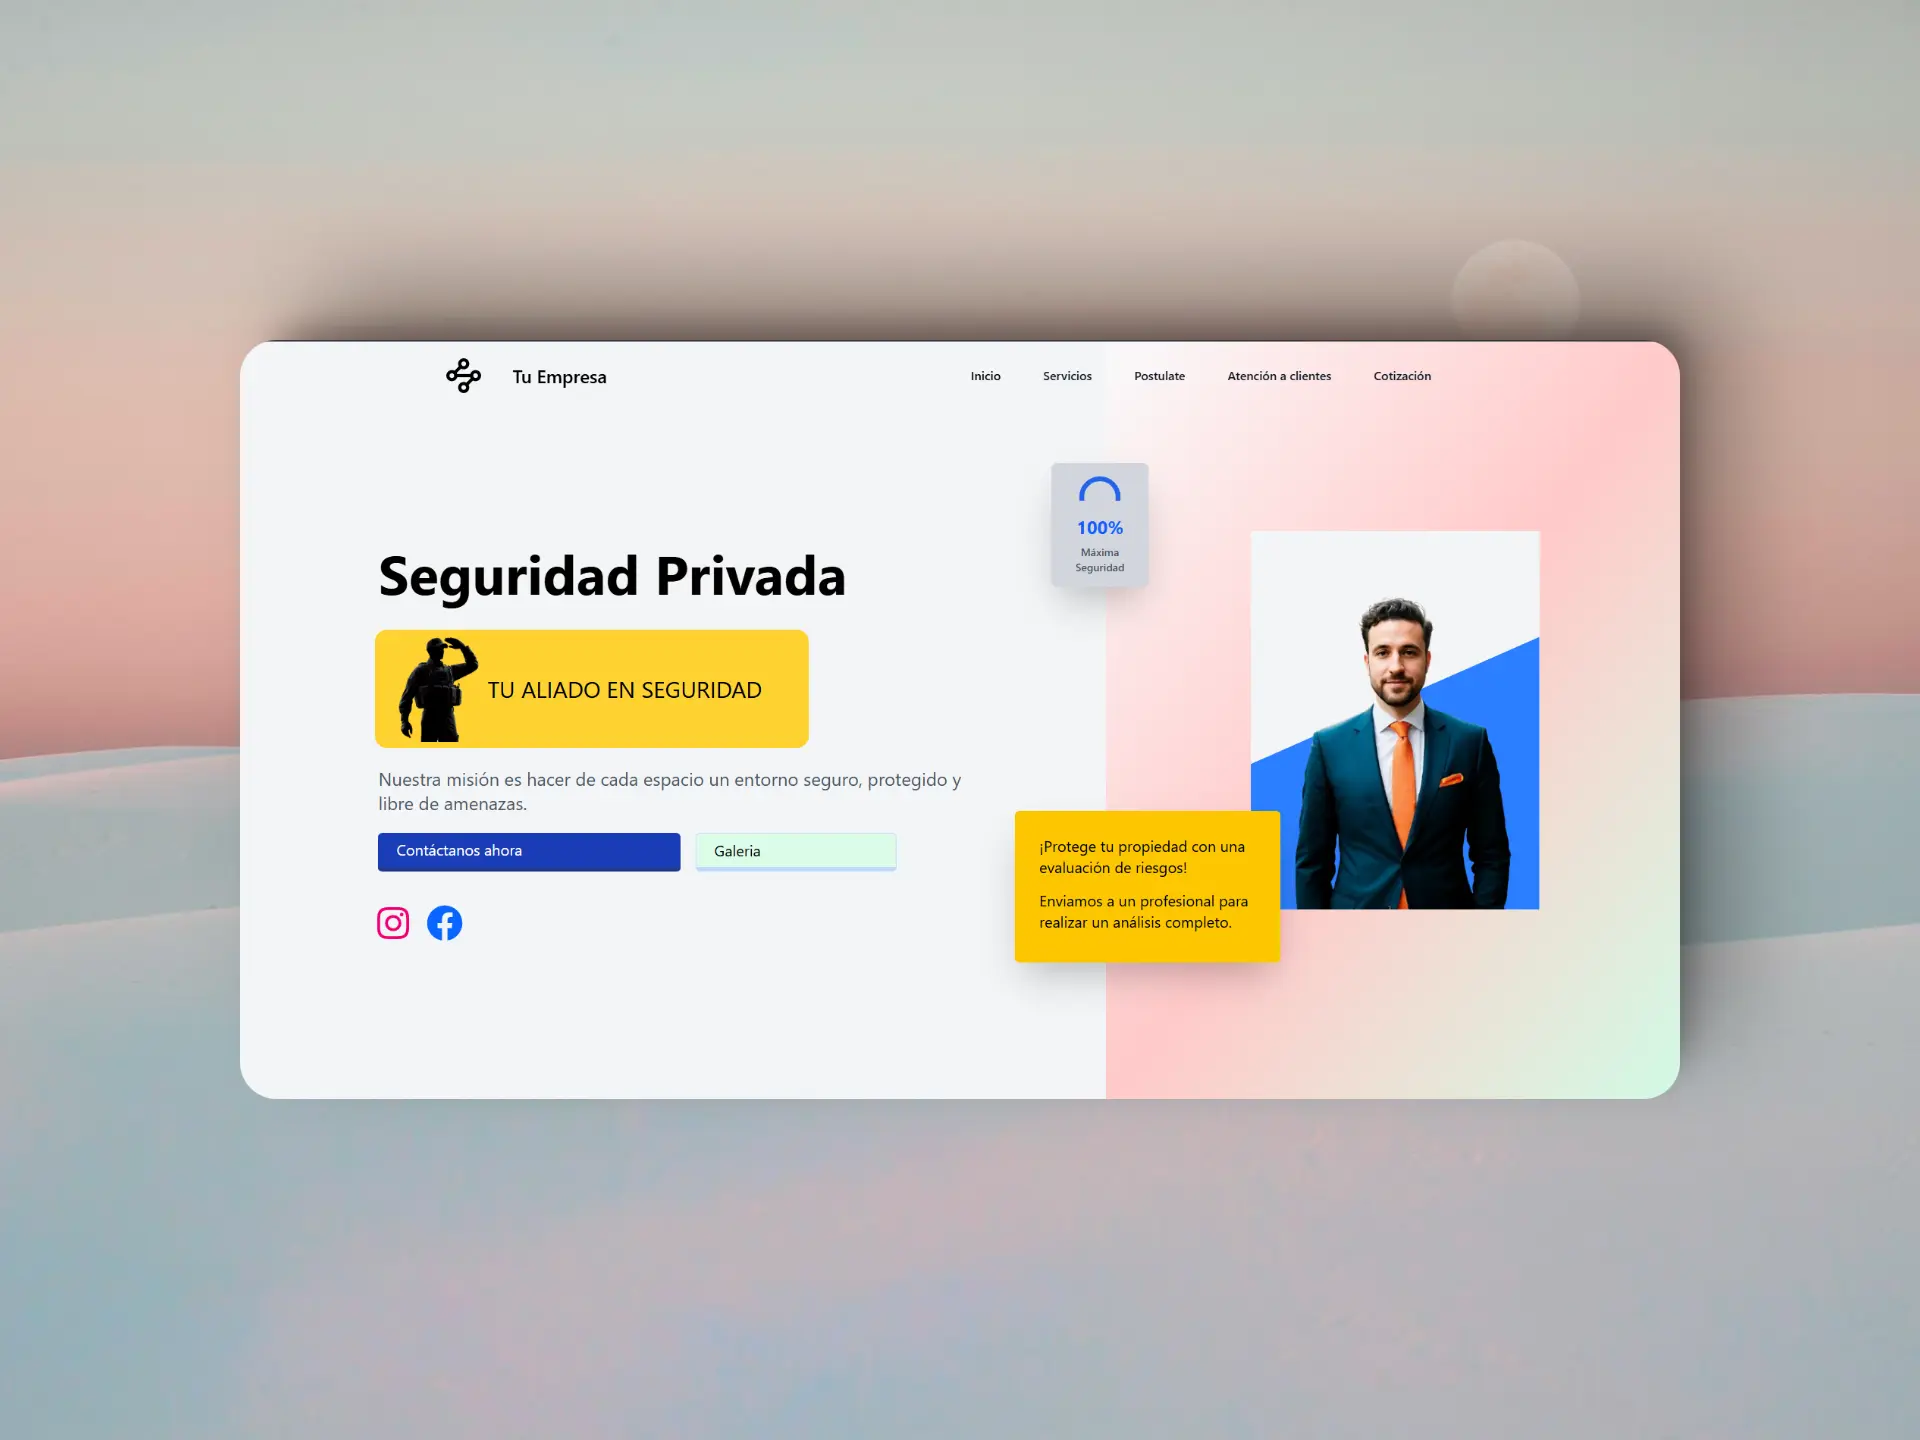 Tu Empresa
Inicio
Servicios
Postulate
Atención a clientes
Cotización
100%
Máxima
Seguridad
Seguridad Privada
TU ALIADO EN SEGURIDAD
Nuestra misión es hacer de cada espacio un entorno seguro, protegido y
libre de amenazas.
Contáctanos ahora
Galeria
¡Protege tu propiedad con una
evaluación de riesgos!
Enviamos a un profesional para
realizar un análisis completo.